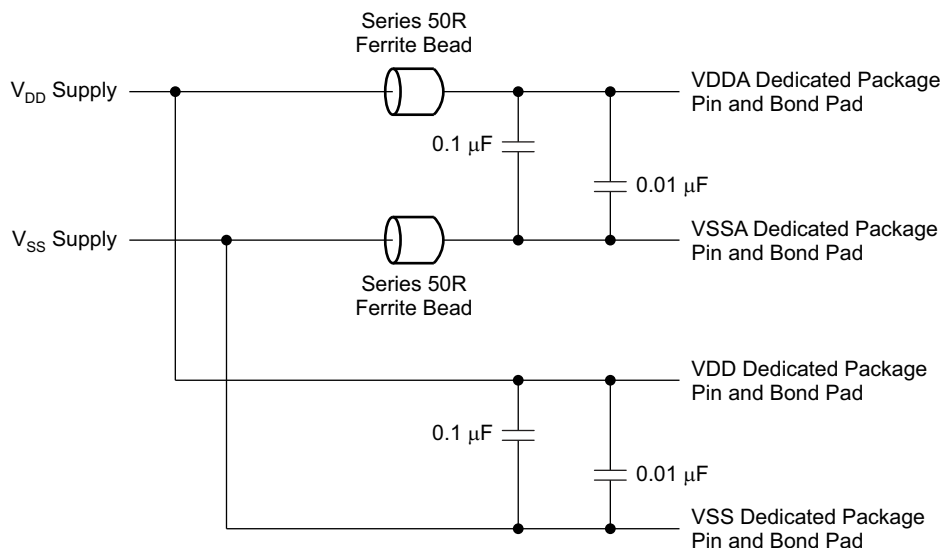 Series 50R
Ferrite Bead
V_DD Supply
VDDA Dedicated Package
Pin and Bond Pad
0.1 μF
0.01 μF
V_SS Supply
VSSA Dedicated Package
Pin and Bond Pad
Series 50R
Ferrite Bead
VDD Dedicated Package
Pin and Bond Pad
0.1 μF
0.01 μF
VSS Dedicated Package
Pin and Bond Pad